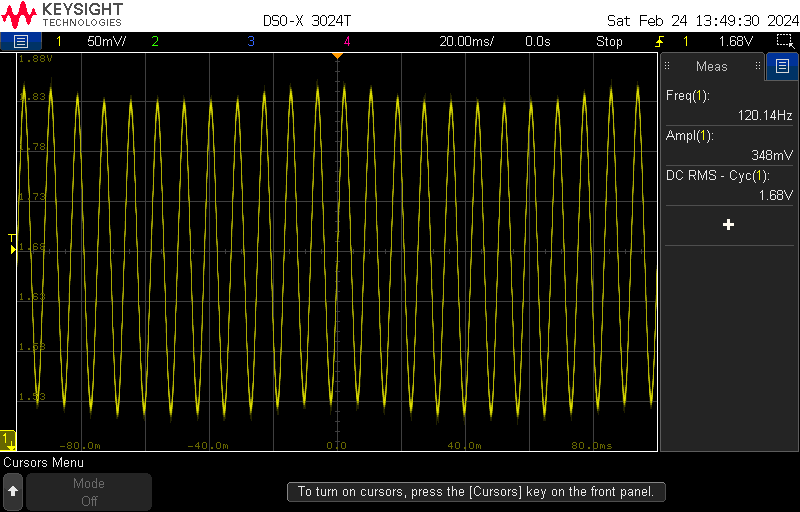 KEYSIGHT
TECHNOLOGIES
DSO-X 3024T
Sat Feb 24 13:49:30 2024
1 50mV/ 2 3 4 20.00ms/ 0.0s Stop 1 1.68V
1.88V
1.83
1.78
1.73
1.68
1.63
1.58
1.53
T
1
-80.0m -40.0m 0.0 40.0m 80.0ms
Meas
Freq(1):
120.14Hz
Ampl(1):
348mV
DC RMS - Cyc(1):
1.68V
Cursors Menu
Mode
Off
To turn on cursors, press the [Cursors] key on the front panel.